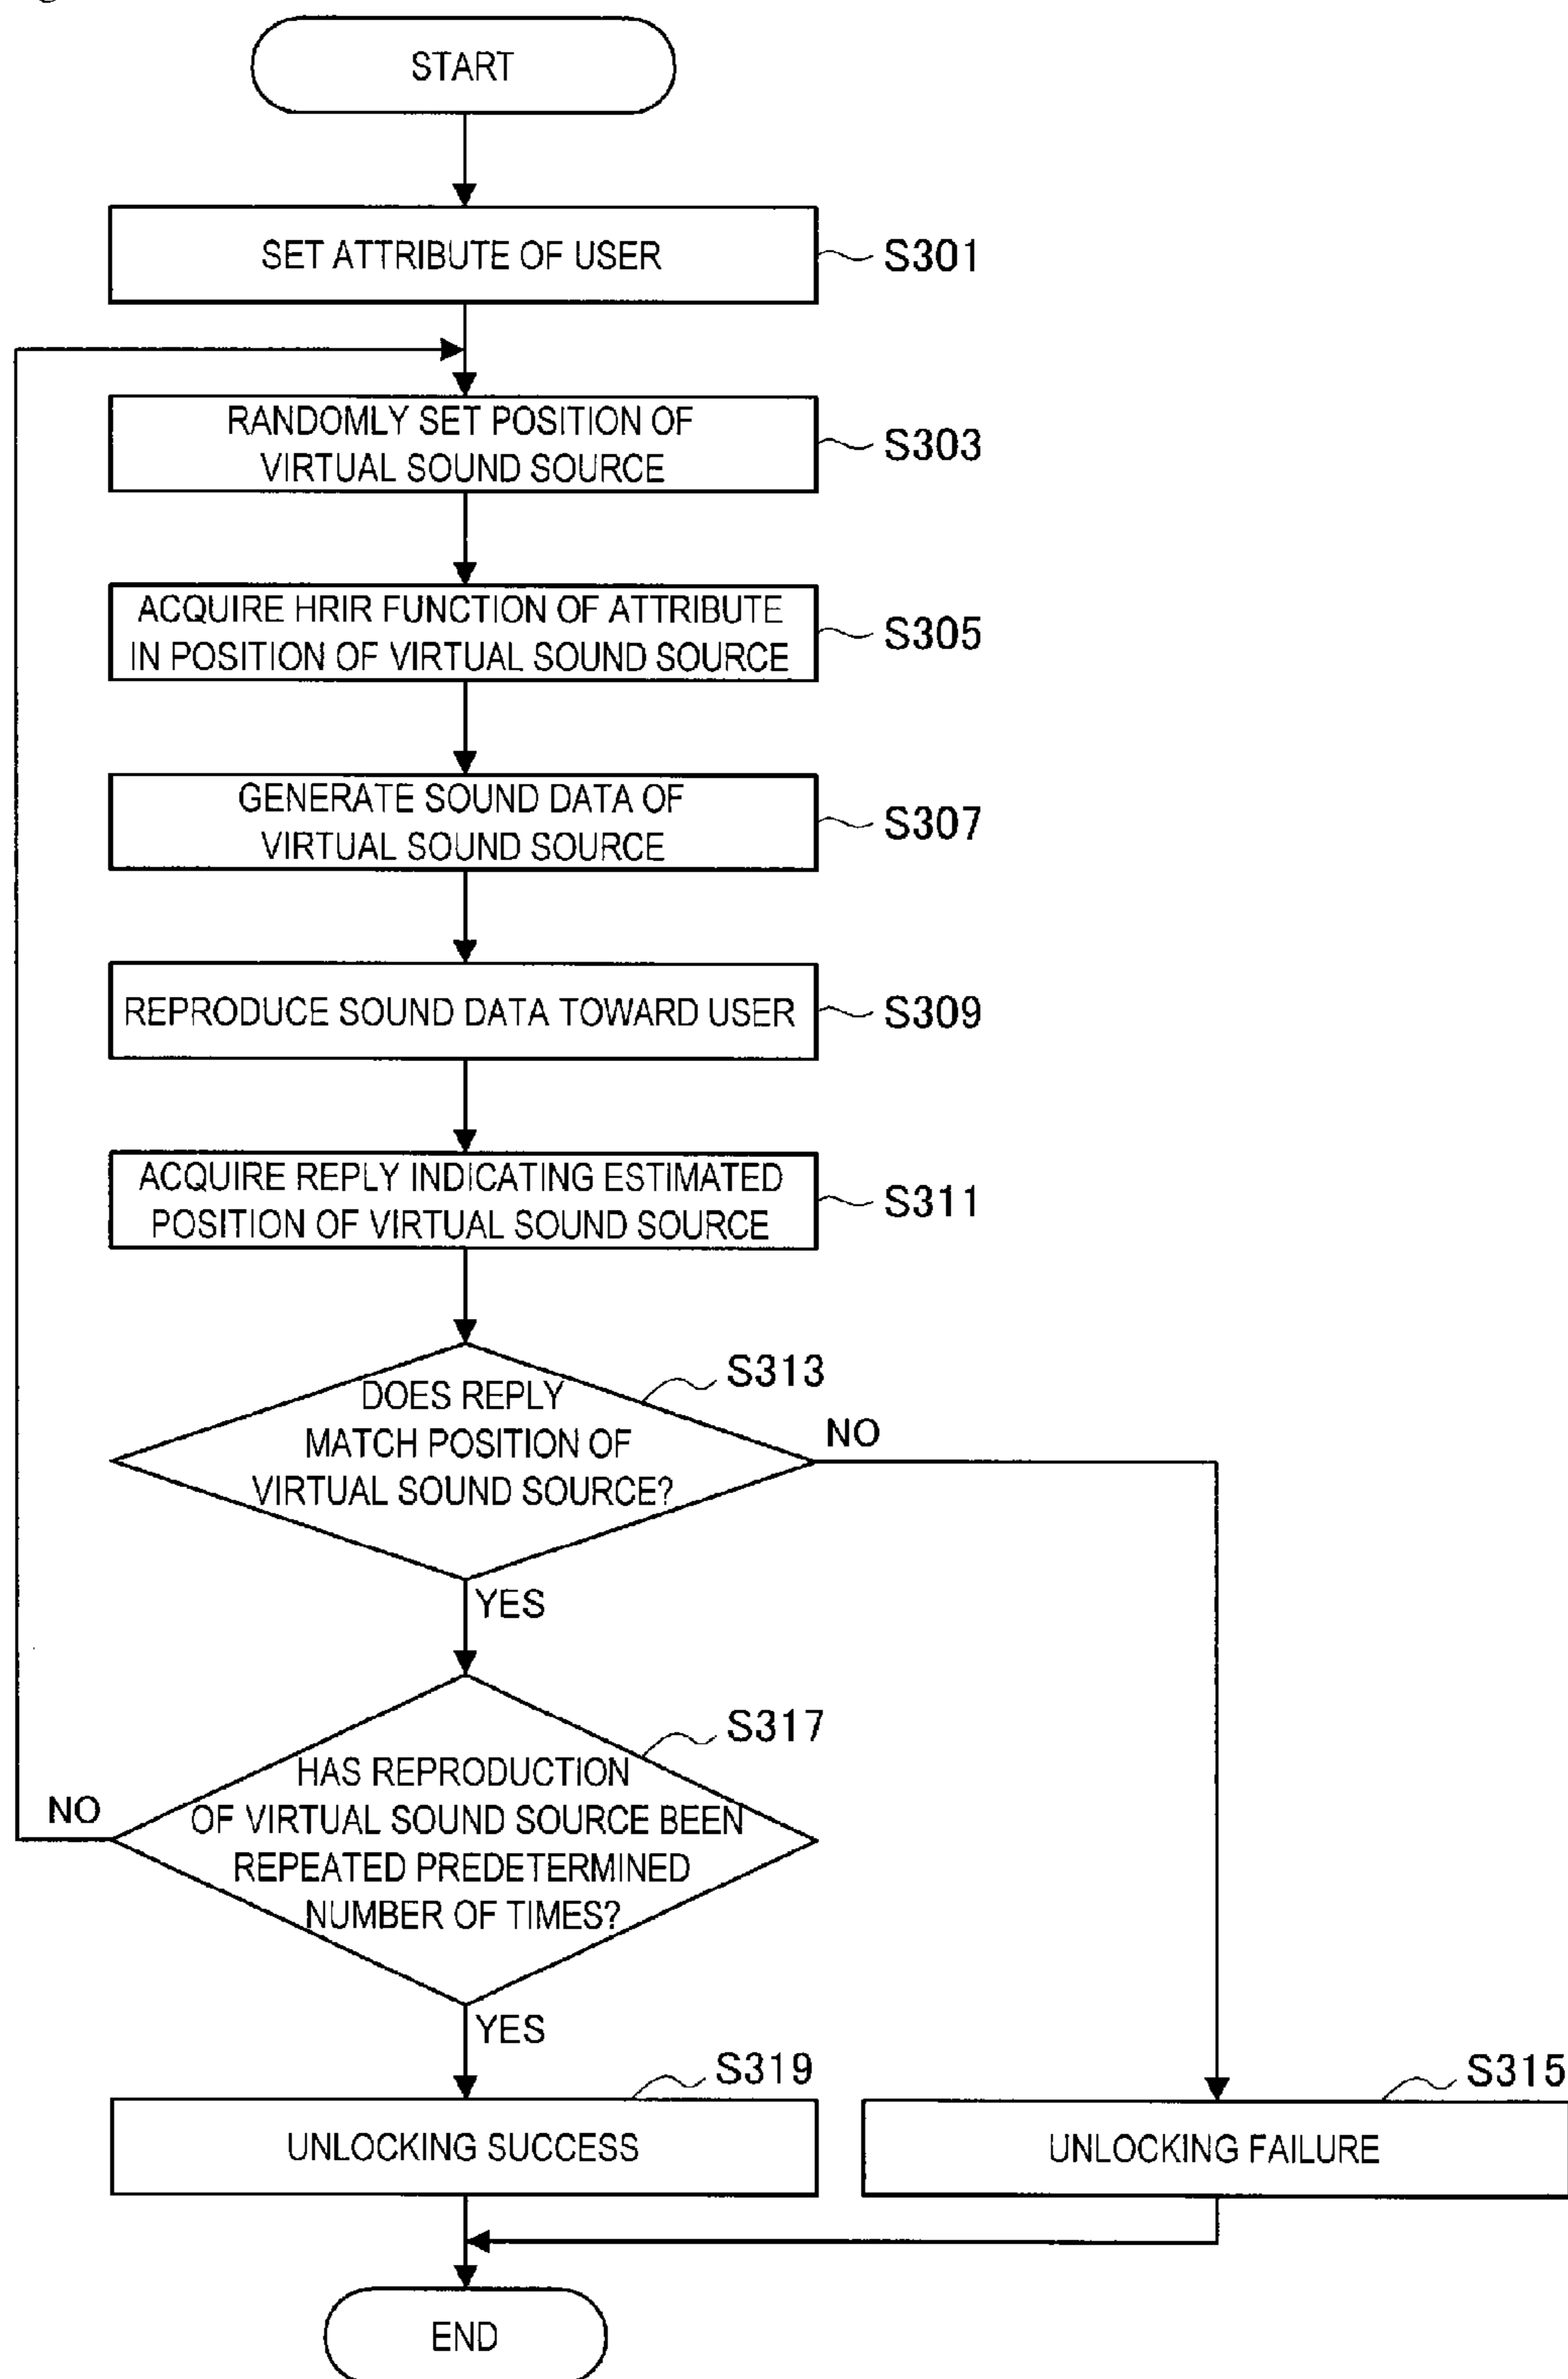 START
SET ATTRIBUTE OF USER
S301
RANDOMLY SET POSITION OF
VIRTUAL SOUND SOURCE
S303
ACQUIRE HRIR FUNCTION OF ATTRIBUTE
IN POSITION OF VIRTUAL SOUND SOURCE
S305
GENERATE SOUND DATA OF
VIRTUAL SOUND SOURCE
S307
REPRODUCE SOUND DATA TOWARD USER
S309
ACQUIRE REPLY INDICATING ESTIMATED
POSITION OF VIRTUAL SOUND SOURCE
S311
S313
DOES REPLY
MATCH POSITION OF
VIRTUAL SOUND SOURCE?
NO
YES
S317
HAS REPRODUCTION
OF VIRTUAL SOUND SOURCE BEEN
REPEATED PREDETERMINED
NUMBER OF TIMES?
NO
YES
S319
UNLOCKING SUCCESS
S315
UNLOCKING FAILURE
END